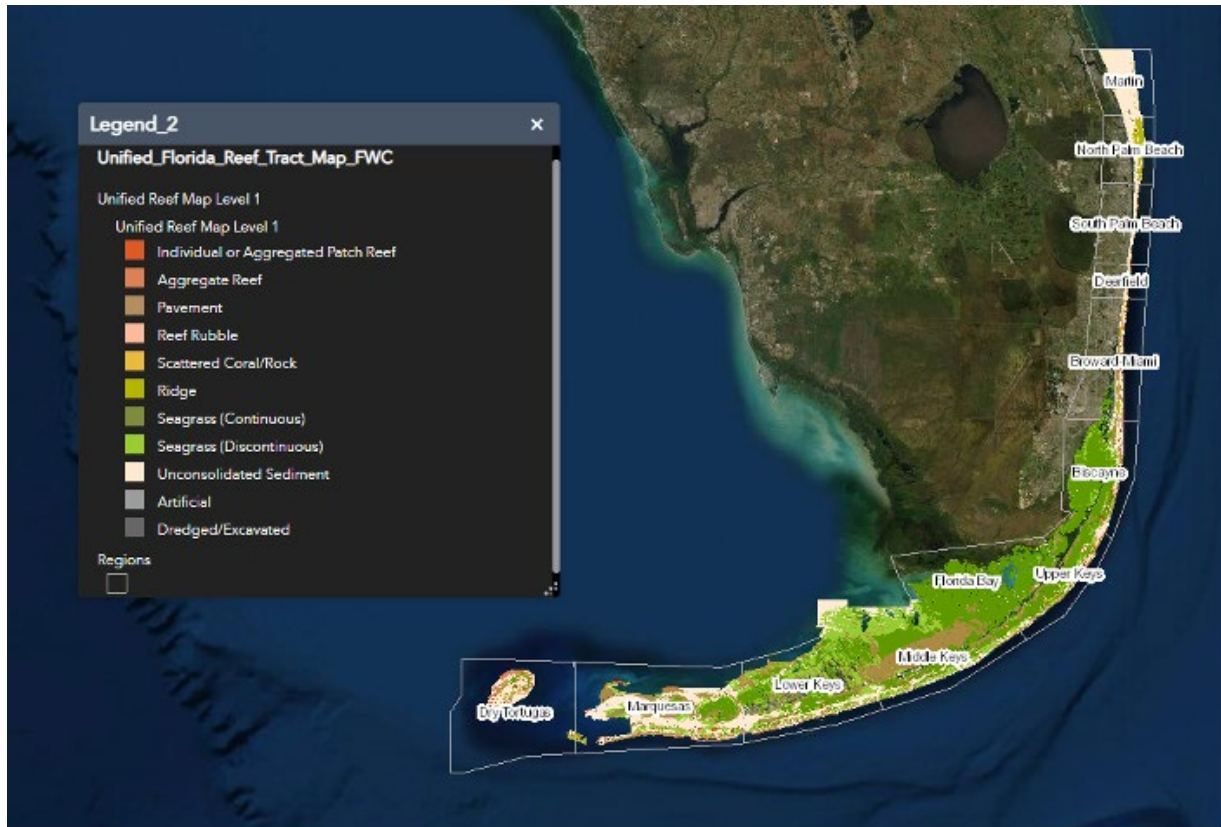 Legend_2 ×
Unified_Florida_Reef_Tract_Map_FWC
Unified Reef Map Level 1
Unified Reef Map Level 1
Individual or Aggregated Patch Reef
Aggregate Reef
Pavement
Reef Rubble
Scattered Coral/Rock
Ridge
Seagrass (Continuous)
Seagrass (Discontinuous)
Unconsolidated Sediment
Artificial
Dredged/Excavated
Regions
Martin
North Palm Beach
South Palm Beach
Deerfield
Broward-Miami
Biscayne
Upper Keys
Florida Bay
Middle Keys
Lower Keys
Marquesas
Dry Tortugas